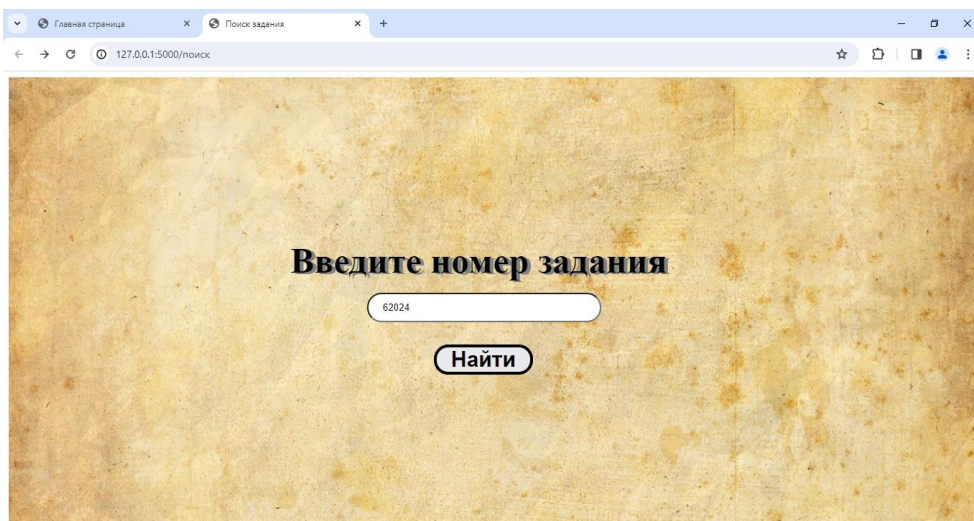 Главная страница
Поиск задания
127.0.0.1:5000/поиск
Введите номер задания
62024
Найти